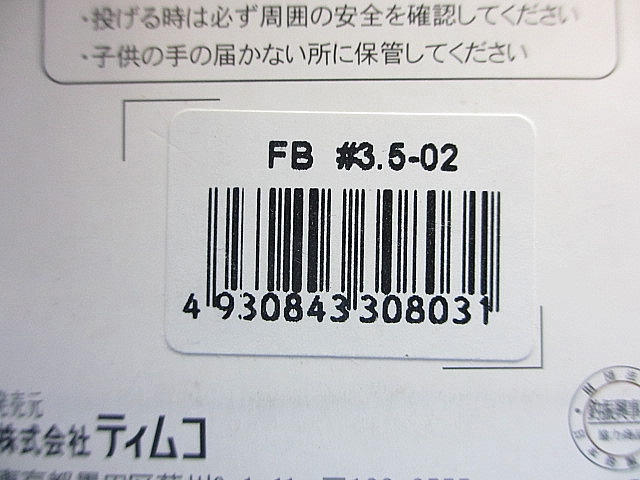 ・投げる時は必ず周囲の安全を確認してください
・子供の手の届かない所に保管してください
FB #3.5-02
4 930843 308031
発売元
株式会社 ティムコ